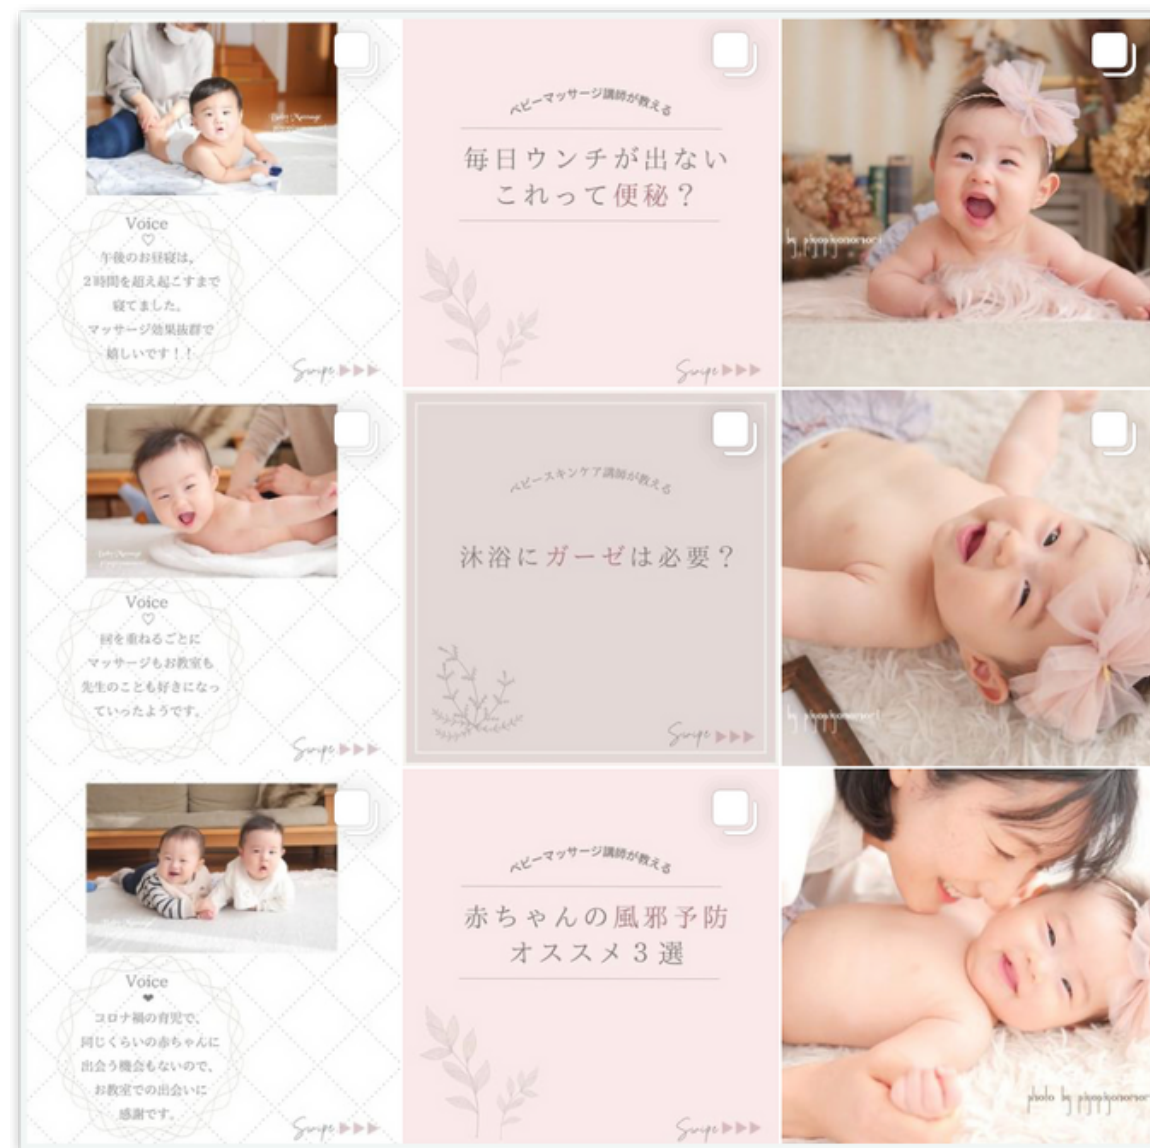 Baby Massage
Voice
午後のお昼寝は、
２時間を超え起こすまで
寝てました。
マッサージ効果抜群で
嬉しいです！！
Swipe
ベビーマッサージ講師が教える
毎日ウンチが出ない
これって便秘？
Swipe
by piyopiyomomori
Baby Massage
Voice
回を重ねるごとに
マッサージもお教室も
先生のことも好きになっ
ていったようです。
Swipe
ベビースキンケア講師が教える
沐浴にガーゼは必要？
Swipe
Voice
コロナ禍の育児で、
同じくらいの赤ちゃんに
出会う機会もないので、
お教室での出会いに
感謝です。
Swipe
ベビーマッサージ講師が教える
赤ちゃんの風邪予防
オススメ３選
Swipe
photo by